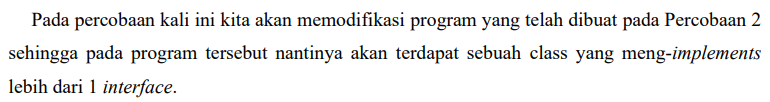 Pada percobaan kali ini kita akan memodifikasi program yang telah dibuat pada Percobaan 2
sehingga pada program tersebut nantinya akan terdapat sebuah class yang meng-implements
lebih dari 1 interface.